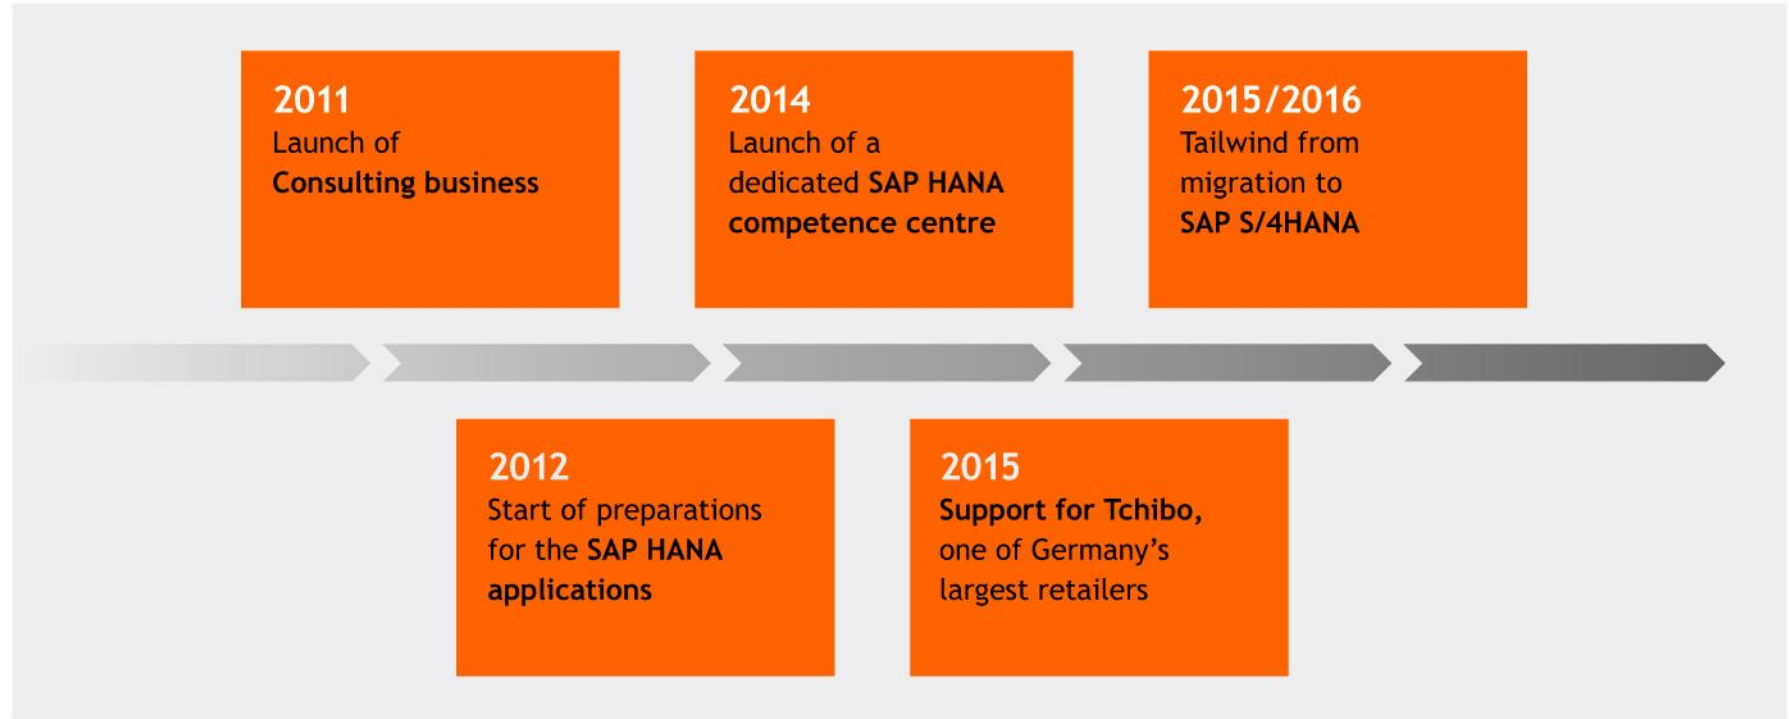 2011
Launch of
Consulting business
2012
Start of preparations
for the SAP HANA
applications
2014
Launch of a
dedicated SAP HANA
competence centre
2015
Support for Tchibo,
one of Germany’s
largest retailers
2015/2016
Tailwind from
migration to
SAP S/4HANA